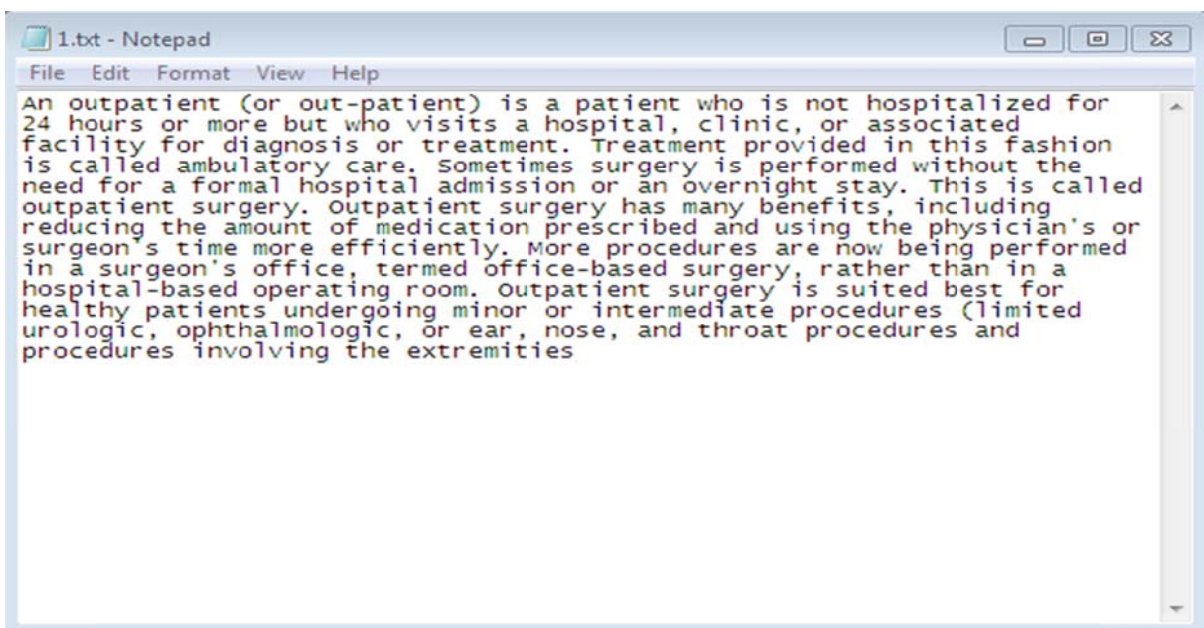 1.txt - Notepad
File Edit Format View Help
An outpatient (or out-patient) is a patient who is not hospitalized for
24 hours or more but who visits a hospital, clinic, or associated
facility for diagnosis or treatment. Treatment provided in this fashion
is called ambulatory care. Sometimes surgery is performed without the
need for a formal hospital admission or an overnight stay. This is called
outpatient surgery. Outpatient surgery has many benefits, including
reducing the amount of medication prescribed and using the physician's or
surgeon's time more efficiently. More procedures are now being performed
in a surgeon's office, termed office-based surgery, rather than in a
hospital-based operating room. Outpatient surgery is suited best for
healthy patients undergoing minor or intermediate procedures (limited
urologic, ophthalmologic, or ear, nose, and throat procedures and
procedures involving the extremities